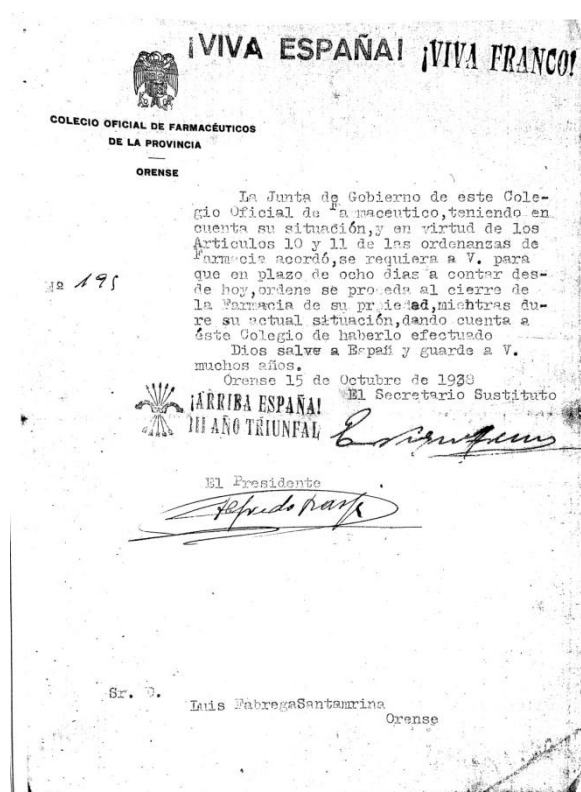 ¡VIVA ESPAÑA! ¡VIVA FRANCO!
COLEGIO OFICIAL DE FARMACÉUTICOS
DE LA PROVINCIA
ORENSE
La Junta de Gobierno de este Cole-
gio Oficial de Fa maceutico,teniendo en
cuenta su situación,y en virtud de los
Articulos 10 y 11 de las ordenanzas de
Farmacia acordó,se requiera a V. para
que en plazo de ocho dias a contar des-
Nº 195
de hoy,ordene se proceda al cierre de
la Farmacia de su propiedad,mientras du-
re su actual situación,dando cuenta a
éste Colegio de haberlo efectuado
Dios salve a Españ y guarde a V.
muchos años.
Orense 15 de Octubre de 1938
El Secretario Sustituto
¡ARRIBA ESPAÑA!
III AÑO TRIUNFAL
El Presidente
Alfredo
Sr. D.
Luis FabregaSantamrina
Orense